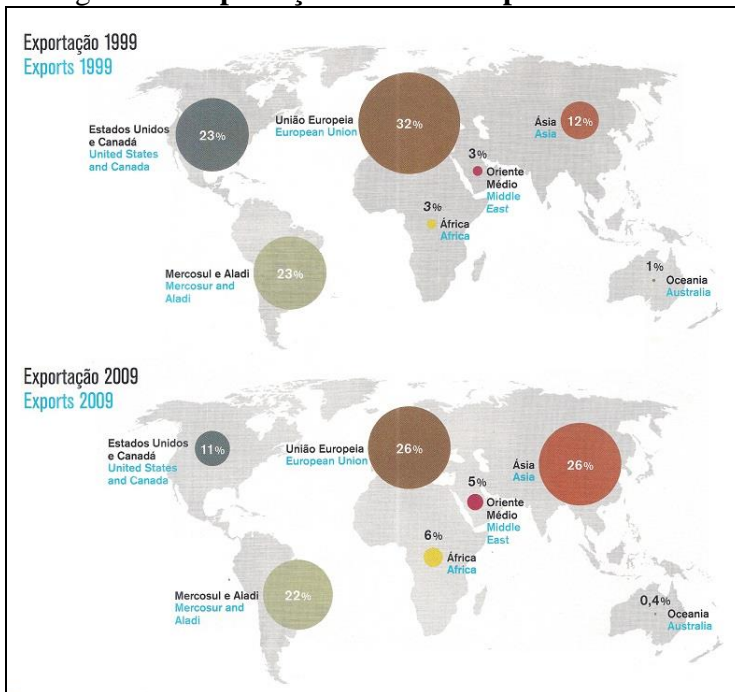 Exportação 1999
Exports 1999
Estados Unidos
e Canadá
United States
and Canada
23%
União Europeia
European Union
32%
Ásia
Asia
12%
3%
Oriente
Médio
Middle
East
3%
África
Africa
Mercosul e Aladi
Mercosur and
Aladi
23%
1%
Oceania
Australia
Exportação 2009
Exports 2009
Estados Unidos
e Canadá
United States
and Canada
11%
União Europeia
European Union
26%
Ásia
Asia
26%
5%
Oriente
Médio
Middle
East
6%
África
Africa
Mercosul e Aladi
Mercosur and
Aladi
22%
0,4%
Oceania
Australia